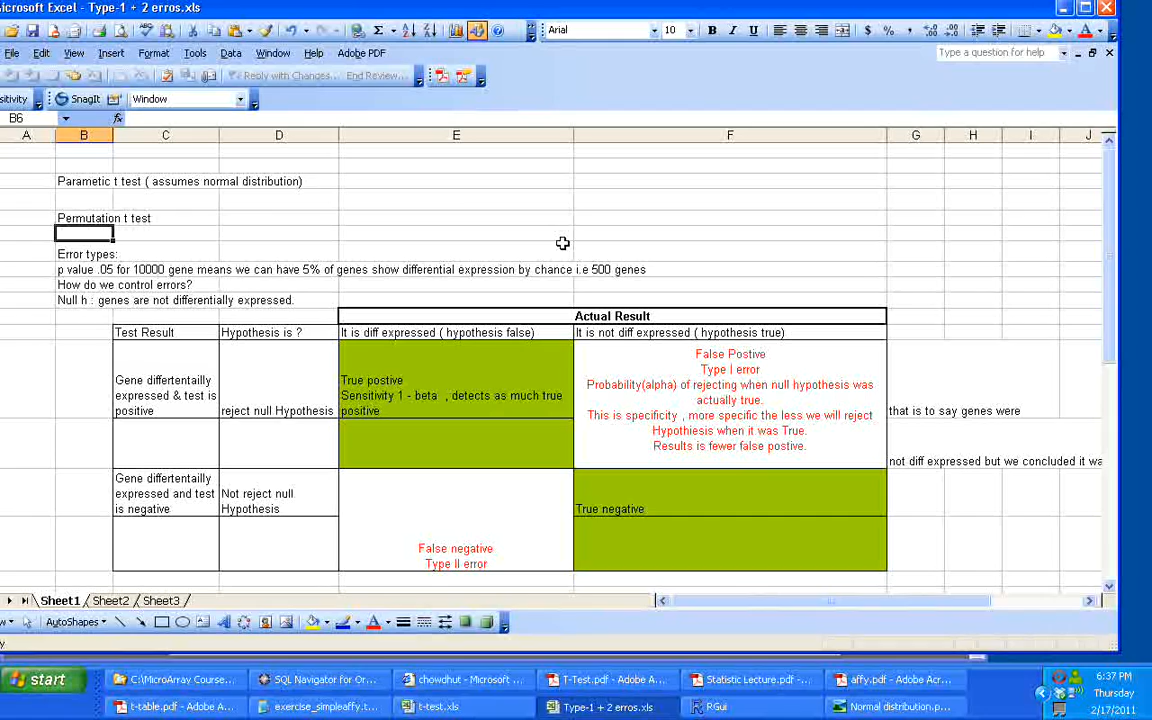 Microsoft Excel - Type-1 + 2 erros.xls
Arial 10 B I U $ % ,
File Edit View Insert Format Tools Data Window Help Adobe PDF Type a question for help
Reply with Changes... End Review...
SnagIt Window
B6 fx
A B C D E F G H I J
Parametic t test ( assumes normal distribution)
Permutation t test
Error types:
p value .05 for 10000 gene means we can have 5% of genes show differential expression by chance i.e 500 genes
How do we control errors?
Null h : genes are not differentially expressed.
Actual Result
Test Result Hypothesis is ? It is diff expressed ( hypothesis false) It is not diff expressed ( hypothesis true)
Gene differtentailly
expressed & test is
positive
reject null Hypothesis
True postive
Sensitivity 1 - beta , detects as much true
positive
False Postive
Type I error
Probability(alpha) of rejecting when null hypothesis was
actually true.
This is specificity , more specific the less we will reject
Hypothiesis when it was True.
Results is fewer false postive.
that is to say genes were
not diff expressed but we concluded it wa
Gene differtentailly
expressed and test
is negative
Not reject null
Hypothesis
False negative
Type II error
True negative
Sheet1 Sheet2 Sheet3
AutoShapes
start
C:\MicroArray Course... SQL Navigator for Or... chowdhut - Microsoft ... T-Test.pdf - Adobe A... Statistic Lecture.pdf -... affy.pdf - Adobe Acr...
t-table.pdf - Adobe A... exercise_simpleaffy.t... t-test.xls Type-1 + 2 erros.xls RGui Normal distribution.p...
6:37 PM
Thursday
2/17/2011